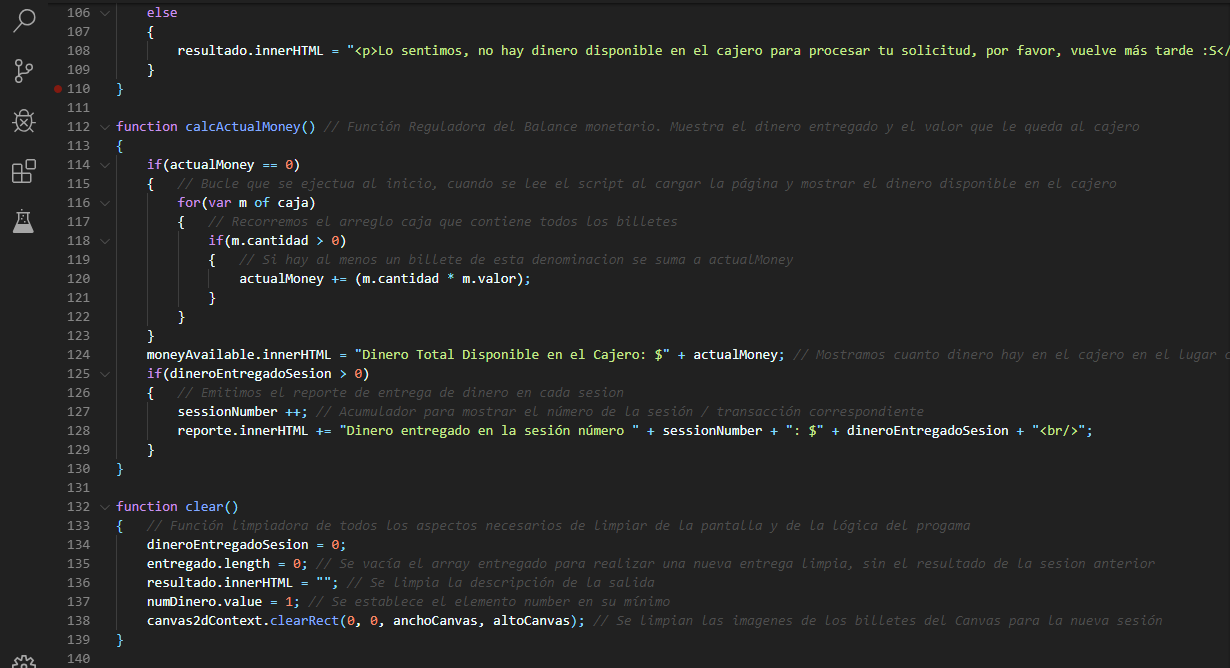 106 else
107 {
108 resultado.innerHTML = "<p>Lo sentimos, no hay dinero disponible en el cajero para procesar tu solicitud, por favor, vuelve más tarde :S</
109 }
110 }
111
112 function calcActualMoney() // Función Reguladora del Balance monetario. Muestra el dinero entregado y el valor que le queda al cajero
113 {
114 if(actualMoney == 0)
115 { // Bucle que se ejectua al inicio, cuando se lee el script al cargar la página y mostrar el dinero disponible en el cajero
116 for(var m of caja)
117 { // Recorremos el arreglo caja que contiene todos los billetes
118 if(m.cantidad > 0)
119 { // Si hay al menos un billete de esta denominacion se suma a actualMoney
120 actualMoney += (m.cantidad * m.valor);
121 }
122 }
123 }
124 moneyAvailable.innerHTML = "Dinero Total Disponible en el Cajero: $" + actualMoney; // Mostramos cuanto dinero hay en el cajero en el lugar
125 if(dineroEntregadoSesion > 0)
126 { // Emitimos el reporte de entrega de dinero en cada sesion
127 sessionNumber ++; // Acumulador para mostrar el número de la sesión / transacción correspondiente
128 reporte.innerHTML += "Dinero entregado en la sesión número " + sessionNumber + ": $" + dineroEntregadoSesion + "<br/>";
129 }
130 }
131
132 function clear()
133 { // Función limpiadora de todos los aspectos necesarios de limpiar de la pantalla y de la lógica del progama
134 dineroEntregadoSesion = 0;
135 entregado.length = 0; // Se vacía el array entregado para realizar una nueva entrega limpia, sin el resultado de la sesion anterior
136 resultado.innerHTML = ""; // Se limpia la descripción de la salida
137 numDinero.value = 1; // Se establece el elemento number en su mínimo
138 canvas2dContext.clearRect(0, 0, anchoCanvas, altoCanvas); // Se limpian las imagenes de los billetes del Canvas para la nueva sesión
139 }
140